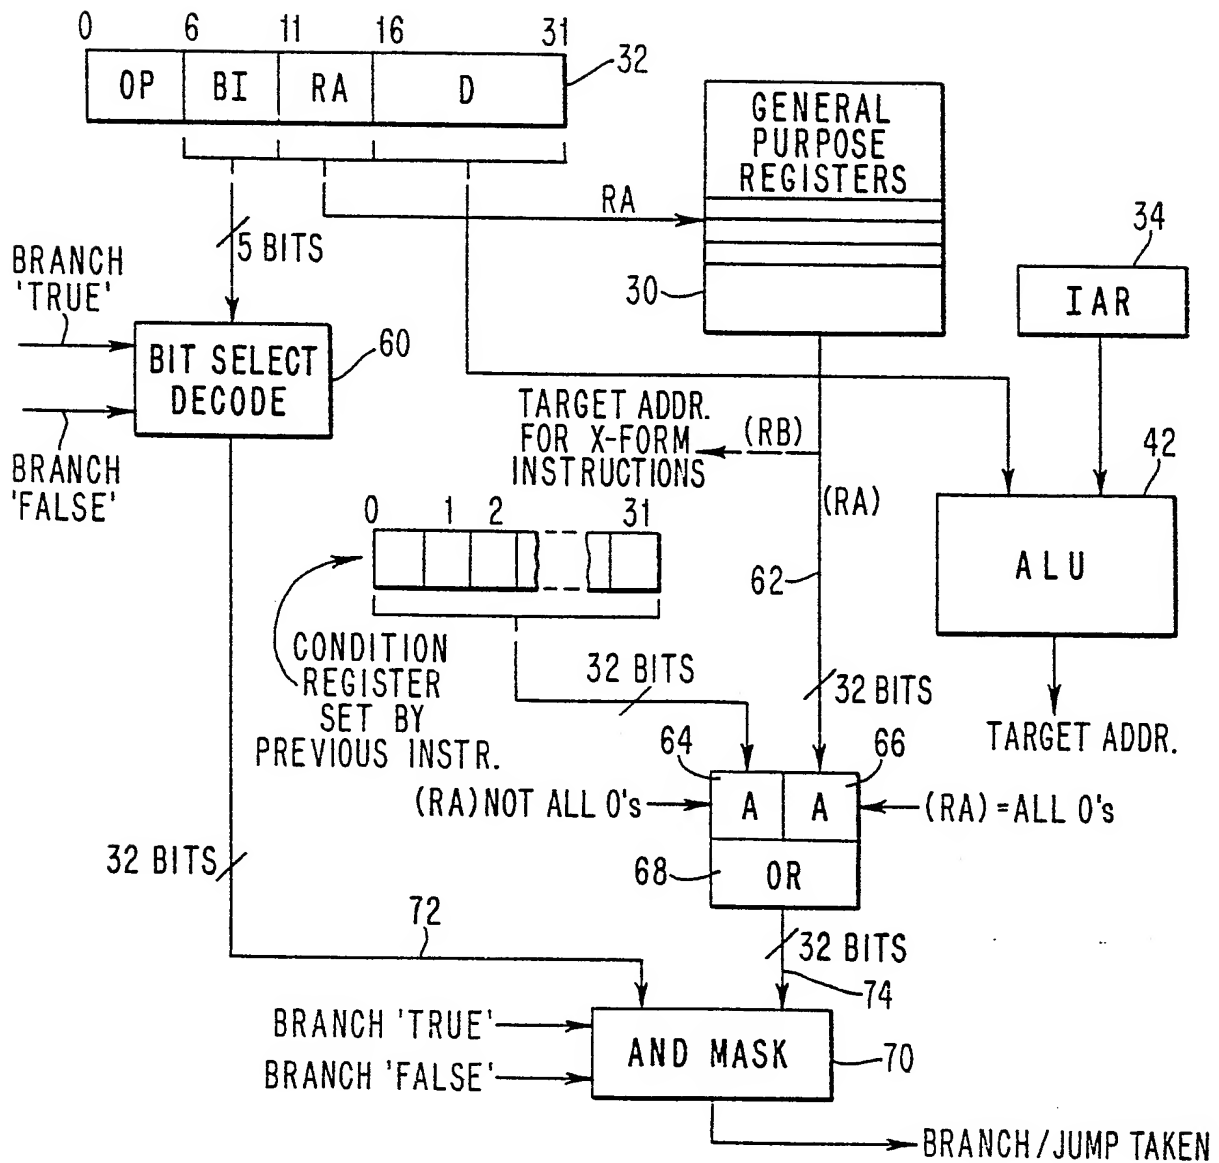 0 6 11 16 31
OP BI RA D
32
GENERAL
PURPOSE
REGISTERS
RA
30
34
IAR
5 BITS
BRANCH
'TRUE'
BIT SELECT
DECODE
60
BRANCH
'FALSE'
TARGET ADDR.
FOR X-FORM
INSTRUCTIONS
(RB)
(RA)
42
ALU
TARGET ADDR.
0 1 2 31
62
CONDITION
REGISTER
SET BY
PREVIOUS INSTR.
32 BITS
32 BITS
64
66
(RA) NOT ALL 0's
A A
(RA) = ALL 0's
68
OR
32 BITS
72
32 BITS
74
BRANCH 'TRUE'
BRANCH 'FALSE'
AND MASK
70
BRANCH/JUMP TAKEN